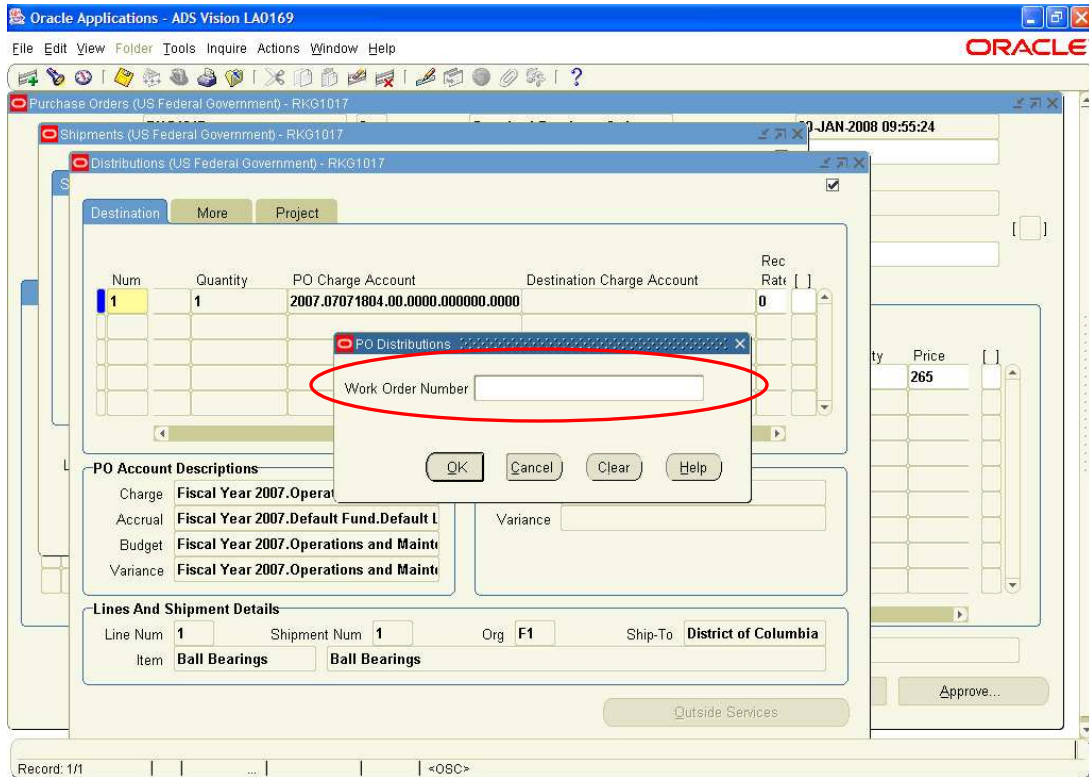 Oracle Applications - ADS Vision LA0169
File Edit View Folder Tools Inquire Actions Window Help
ORACLE
Purchase Orders (US Federal Government) - RKG1017
JAN-2008 09:55:24
Shipments (US Federal Government) - RKG1017
Distributions (US Federal Government) - RKG1017
Destination More Project
[ ]
Rec
Num Quantity PO Charge Account Destination Charge Account Rate [ ]
1 1 2007.07071804.00.0000.000000.0000 0
PO Distributions
ty Price [ ]
265
Work Order Number
OK Cancel Clear Help
PO Account Descriptions
Charge Fiscal Year 2007.Operat
Accrual Fiscal Year 2007.Default Fund.Default L Variance
Budget Fiscal Year 2007.Operations and Mainte
Variance Fiscal Year 2007.Operations and Mainte
Lines And Shipment Details
Line Num 1 Shipment Num 1 Org F1 Ship-To District of Columbia
Item Ball Bearings Ball Bearings
Approve...
Outside Services
Record: 1/1 ... <OSC>